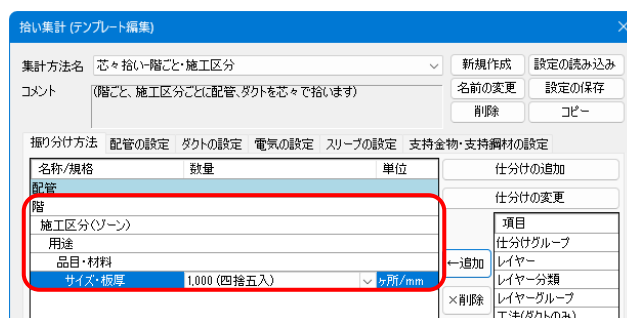 拾い集計 (テンプレート編集)
集計方法名 芯々拾い-階ごと・施工区分 新規作成 設定の読み込み
コメント (階ごと、施工区分ごとに配管、ダクトを芯々で拾います) 名前の変更 設定の保存
削除 コピー
振り分け方法 配管の設定 ダクトの設定 電気の設定 スリーブの設定 支持金物・支持鋼材の設定
名称/規格 数量 単位 仕分けの追加
配管
仕分けの変更
階
施工区分(ゾーン) 項目
用途 仕分けグループ
品目・材料 ←追加 レイヤー
サイズ・板厚 1,000 (四捨五入) ヶ所/mm レイヤー分類
×削除 レイヤーグループ
工法(ダクトのみ)